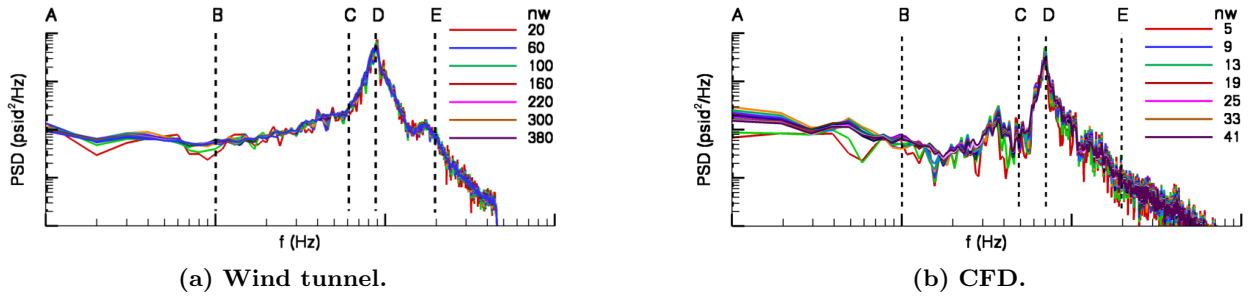 A B C D E nw
20
60
100
160
220
300
380
PSD (psid²/Hz)
f (Hz)
(a) Wind tunnel.
A B C D E nw
5
9
13
19
25
33
41
PSD (psid²/Hz)
f (Hz)
(b) CFD.